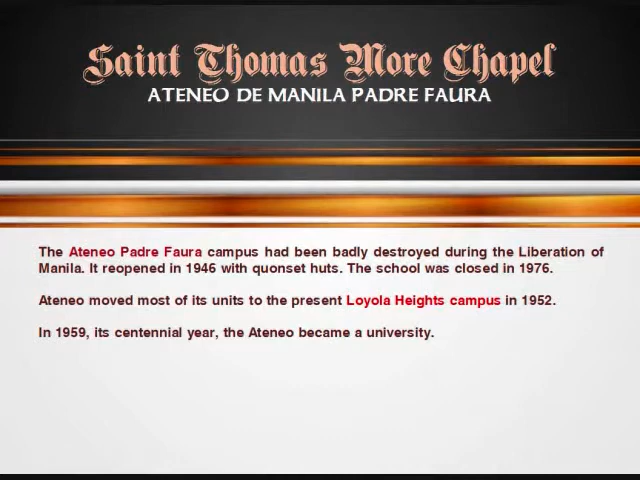 Saint Thomas More Chapel
ATENEO DE MANILA PADRE FAURA
The Ateneo Padre Faura campus had been badly destroyed during the Liberation of
Manila. It reopened in 1946 with quonset huts. The school was closed in 1976.
Ateneo moved most of its units to the present Loyola Heights campus in 1952.
In 1959, its centennial year, the Ateneo became a university.